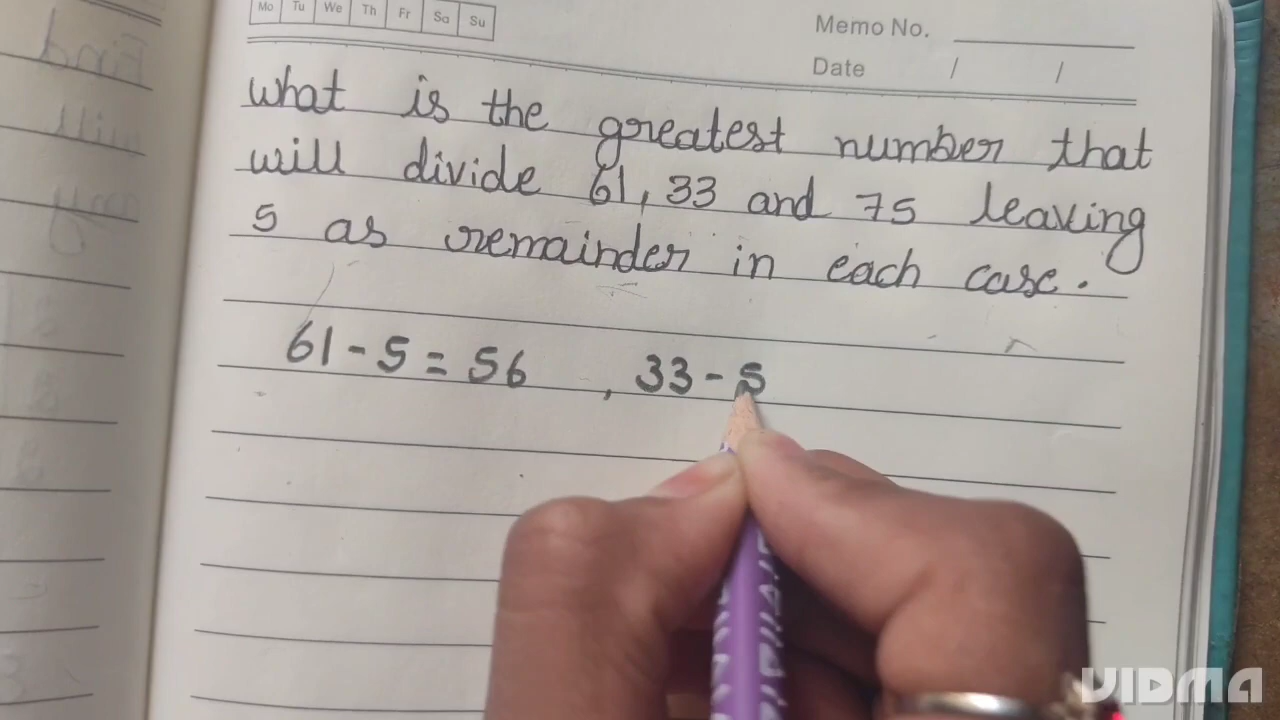 Mo Tu We Th Fr Sa Su
Memo No.
Date / /
what is the greatest number that
will divide 61, 33 and 75 leaving
5 as remainder in each case.
61 - 5 = 56 , 33 - 5
VIDMA